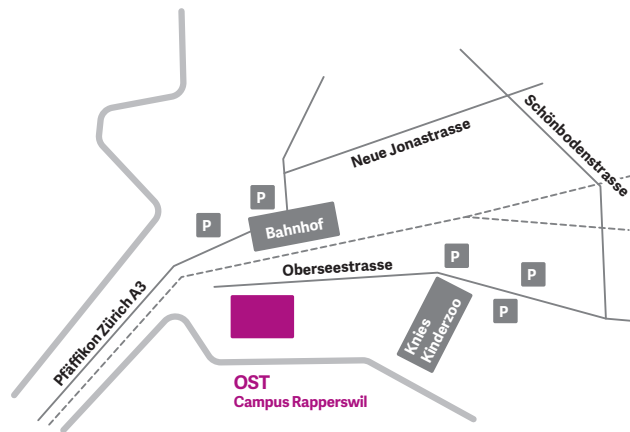 Schönbodenstrasse
Neue Jonastrasse
P
P
Bahnhof
P
Oberseestrasse
P
P
Pfäffikon Zürich A3
Knies
Kinderzoo
OST
Campus Rapperswil